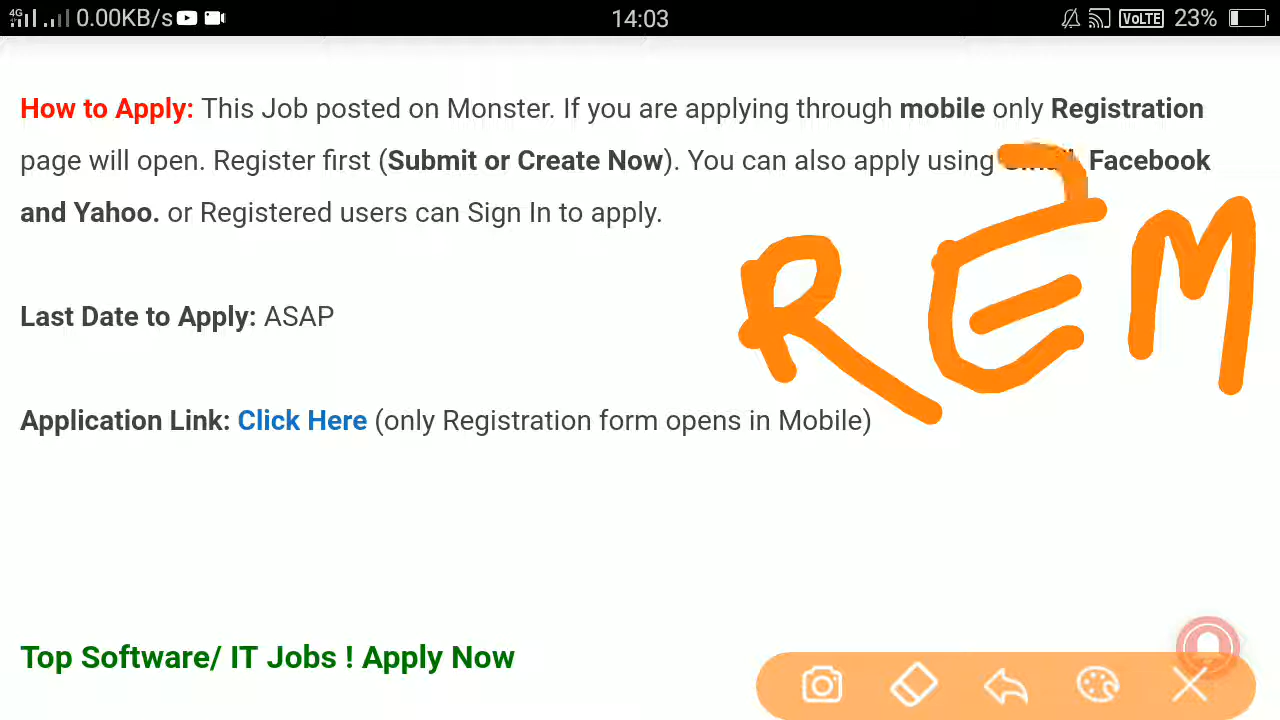 4G 0.00KB/s 14:03 VoLTE 23%
How to Apply: This Job posted on Monster. If you are applying through mobile only Registration
page will open. Register first (Submit or Create Now). You can also apply using Facebook
and Yahoo. or Registered users can Sign In to apply.
REM
Last Date to Apply: ASAP
Application Link: Click Here (only Registration form opens in Mobile)
Top Software/ IT Jobs ! Apply Now